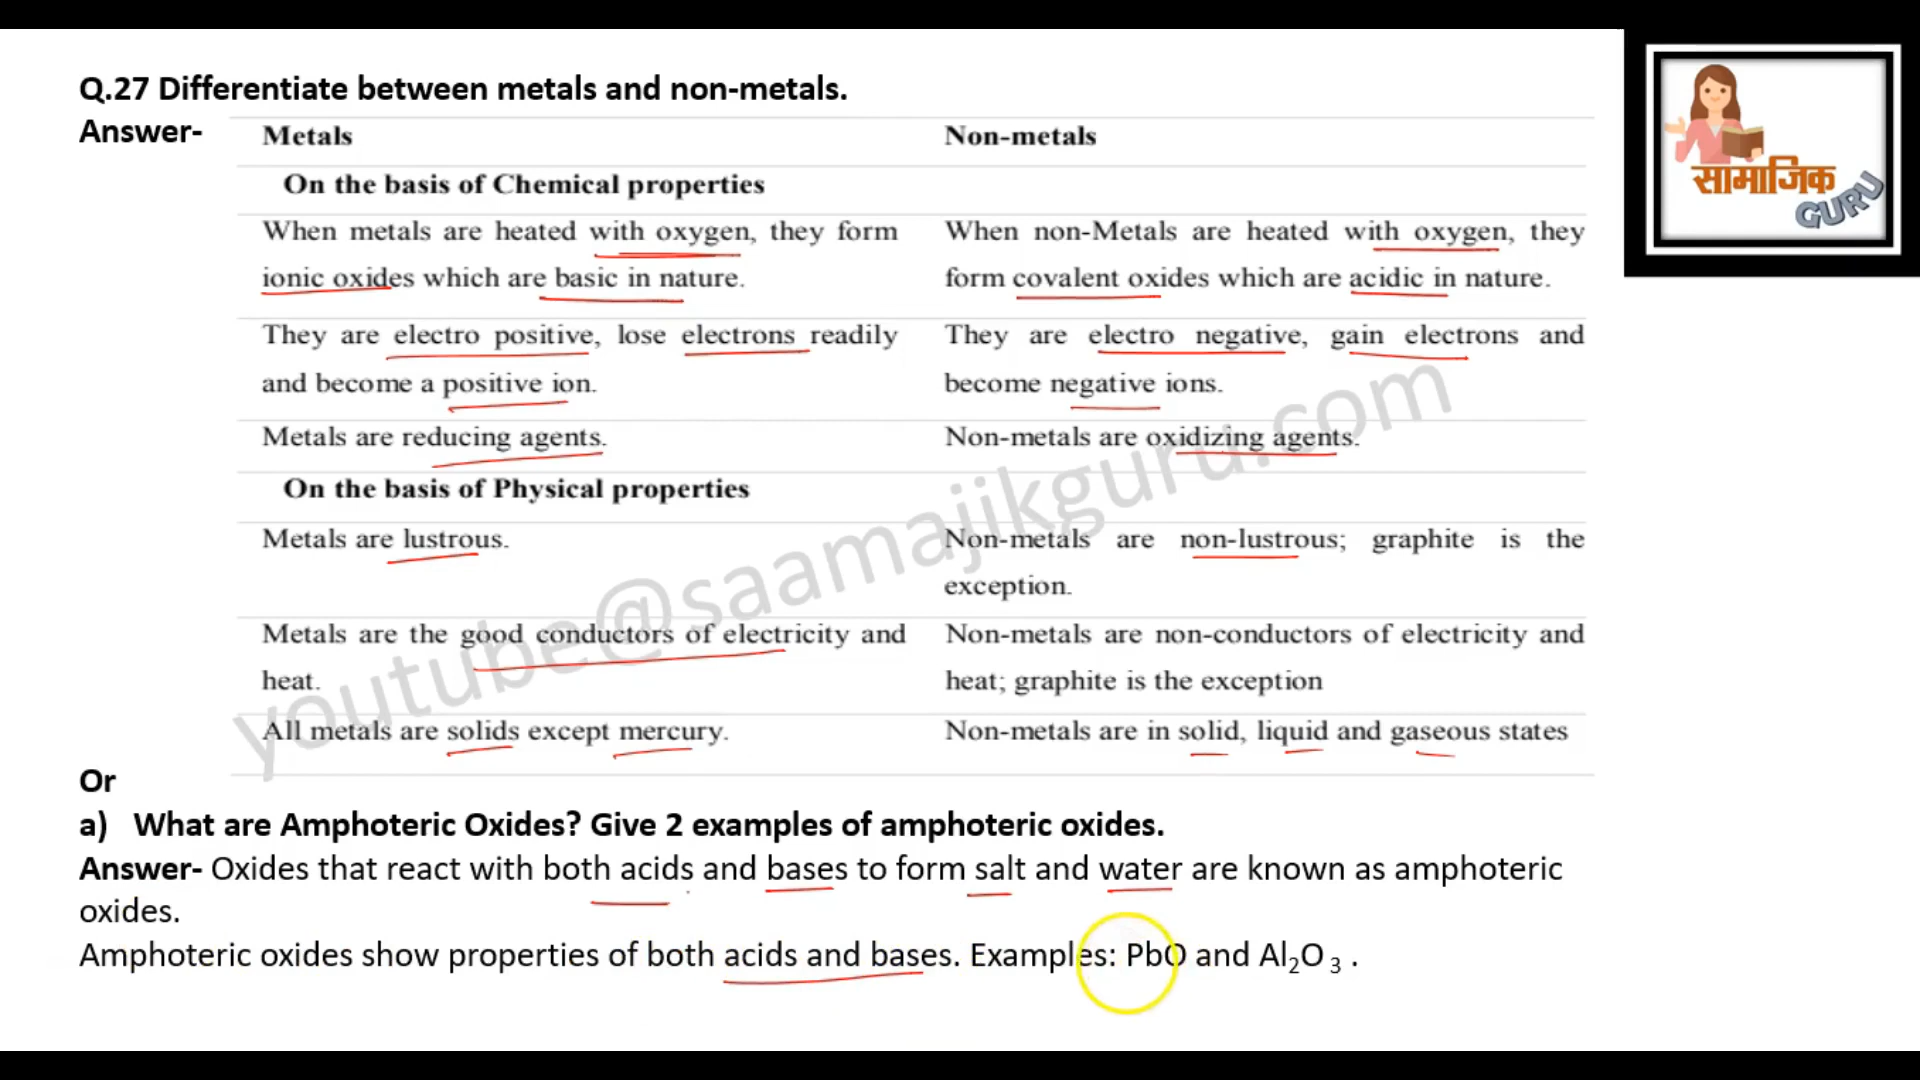 Q.27 Differentiate between metals and non-metals.
Answer-
Metals Non-metals
On the basis of Chemical properties
When metals are heated with oxygen, they form
ionic oxides which are basic in nature.
When non-Metals are heated with oxygen, they
form covalent oxides which are acidic in nature.
They are electro positive, lose electrons readily
and become a positive ion.
They are electro negative, gain electrons and
become negative ions.
Metals are reducing agents.
Non-metals are oxidizing agents.
On the basis of Physical properties
Metals are lustrous.
Non-metals are non-lustrous; graphite is the
exception.
Metals are the good conductors of electricity and
heat.
Non-metals are non-conductors of electricity and
heat; graphite is the exception
All metals are solids except mercury.
Non-metals are in solid, liquid and gaseous states
Or
a) What are Amphoteric Oxides? Give 2 examples of amphoteric oxides.
Answer- Oxides that react with both acids and bases to form salt and water are known as amphoteric
oxides.
Amphoteric oxides show properties of both acids and bases. Examples: PbO and Al₂O₃ .
youtube@saamajikguru.com
सामाजिक
GURU